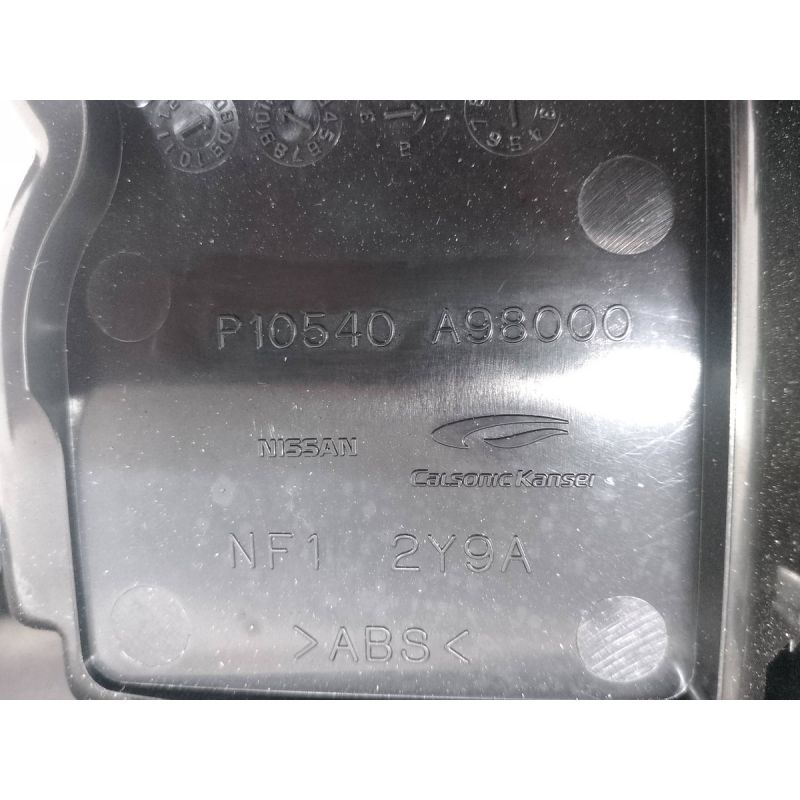 P10540 A98000
NISSAN
Calsonic Kansei
NF1 2Y9A
>ABS<